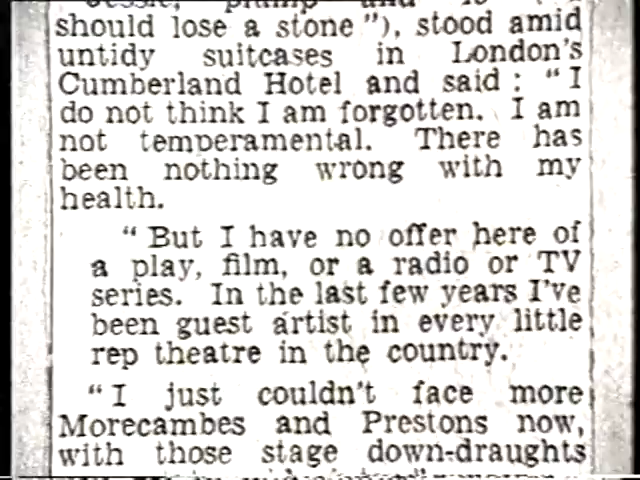 should lose a stone"), stood amid
untidy suitcases in London's
Cumberland Hotel and said: "I
do not think I am forgotten. I am
not temperamental. There has
been nothing wrong with my
health.
"But I have no offer here of
a play, film, or a radio or TV
series. In the last few years I've
been guest artist in every little
rep theatre in the country.
"I just couldn't face more
Morecambes and Prestons now,
with those stage down-draughts